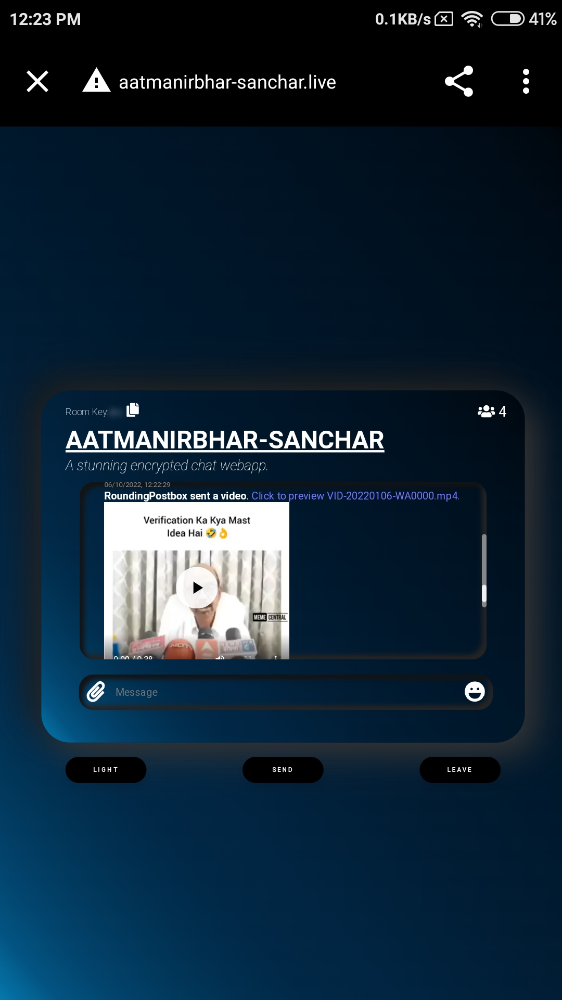 12:23 PM
0.1KB/s
41%
aatmanirbhar-sanchar.live
Room Key:
4
AATMANIRBHAR-SANCHAR
A stunning encrypted chat webapp.
06/10/2022, 12:22:29
RoundingPostbox sent a video. Click to preview VID-20220106-WA0000.mp4.
Verification Ka Kya Mast
Idea Hai 🤣👌
MEME CENTRAL
NDTV
0:00 / 0:38
Message
LIGHT
SEND
LEAVE